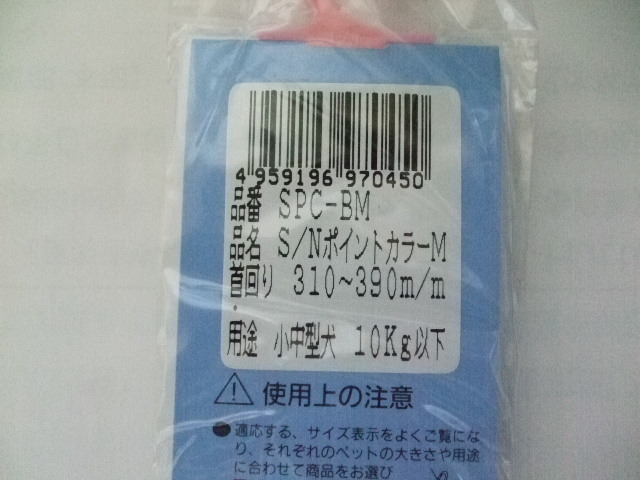 4 959196 970450
品番 SPC-BM
品名 S/NポイントカラーM
首回り 310~390m/m
用途 小中型犬 10Kg以下
使用上の注意
●適応する、サイズ表示をよくご覧にな
り、それぞれのペットの大きさや用途
に合わせて商品をお選び